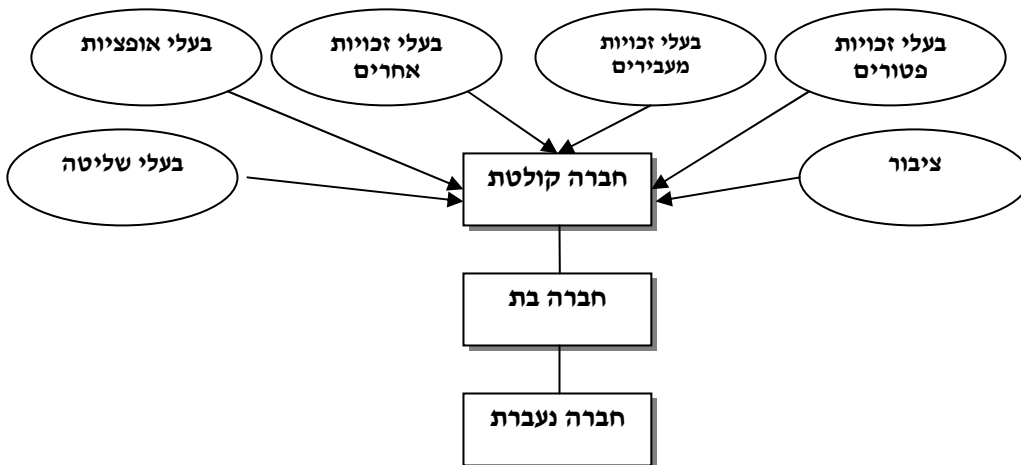 בעלי זכויות
פטורים
בעלי זכויות
מעבירים
בעלי זכויות
אחרים
בעלי אופציות
ציבור
חברה קולטת
בעלי שליטה
חברה בת
חברה נעברת